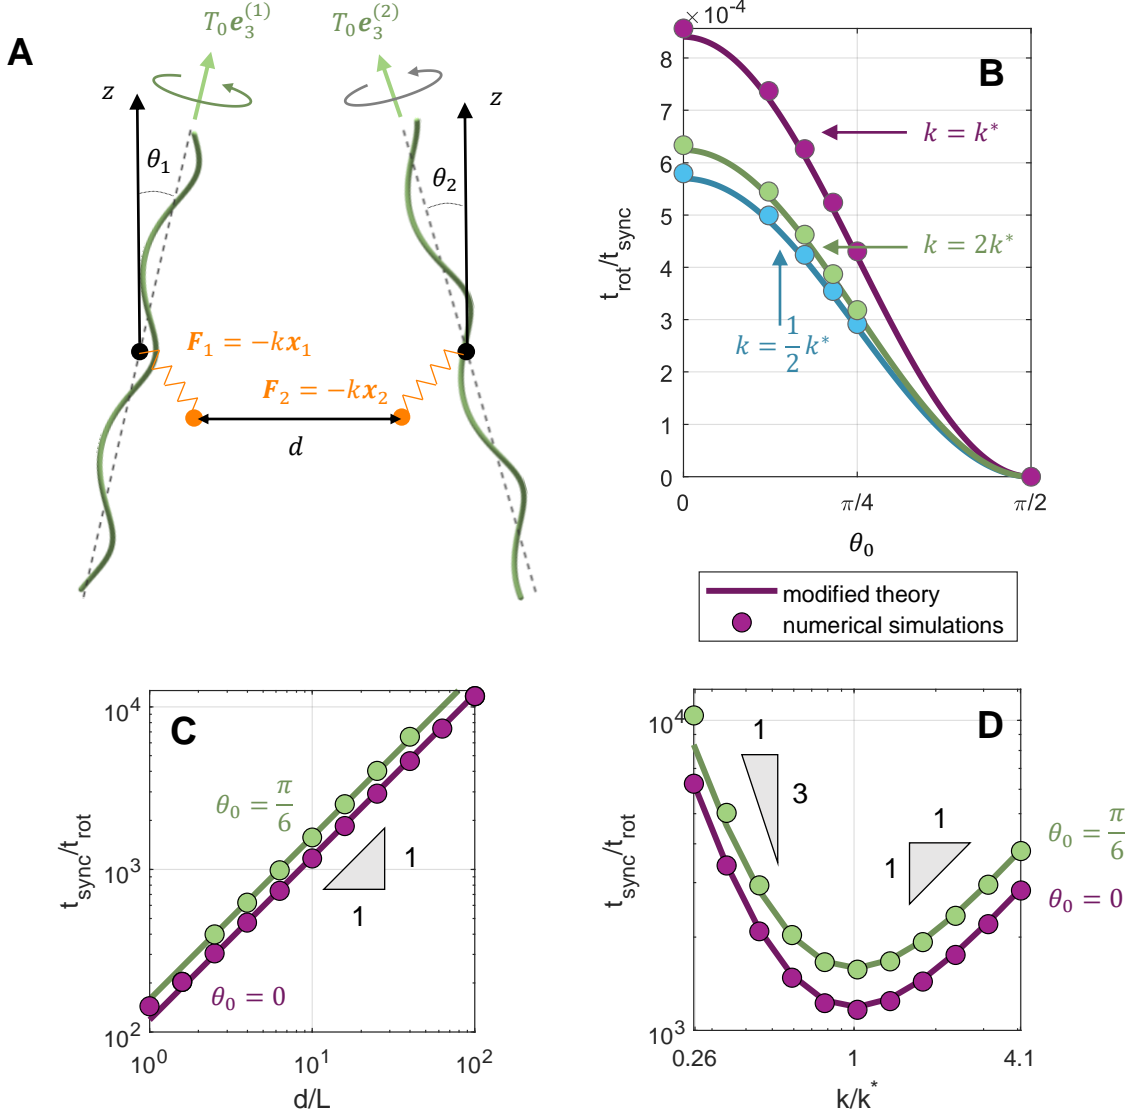 A
T₀e₃⁽¹⁾
T₀e₃⁽²⁾
z
z
θ₁
θ₂
F₁ = −kx₁
F₂ = −kx₂
d
×10⁻⁴
B
8
7
6
5
4
3
2
1
0
t_rot/t_sync
k = k*
k = 2k*
k = 1/2 k*
0
π/4
π/2
θ₀
modified theory
numerical simulations
C
10⁴
10³
10²
t_sync/t_rot
θ₀ = π/6
θ₀ = 0
1
1
10⁰
10¹
10²
d/L
D
10⁴
10³
t_sync/t_rot
1
3
1
1
θ₀ = π/6
θ₀ = 0
0.26
1
4.1
k/k*